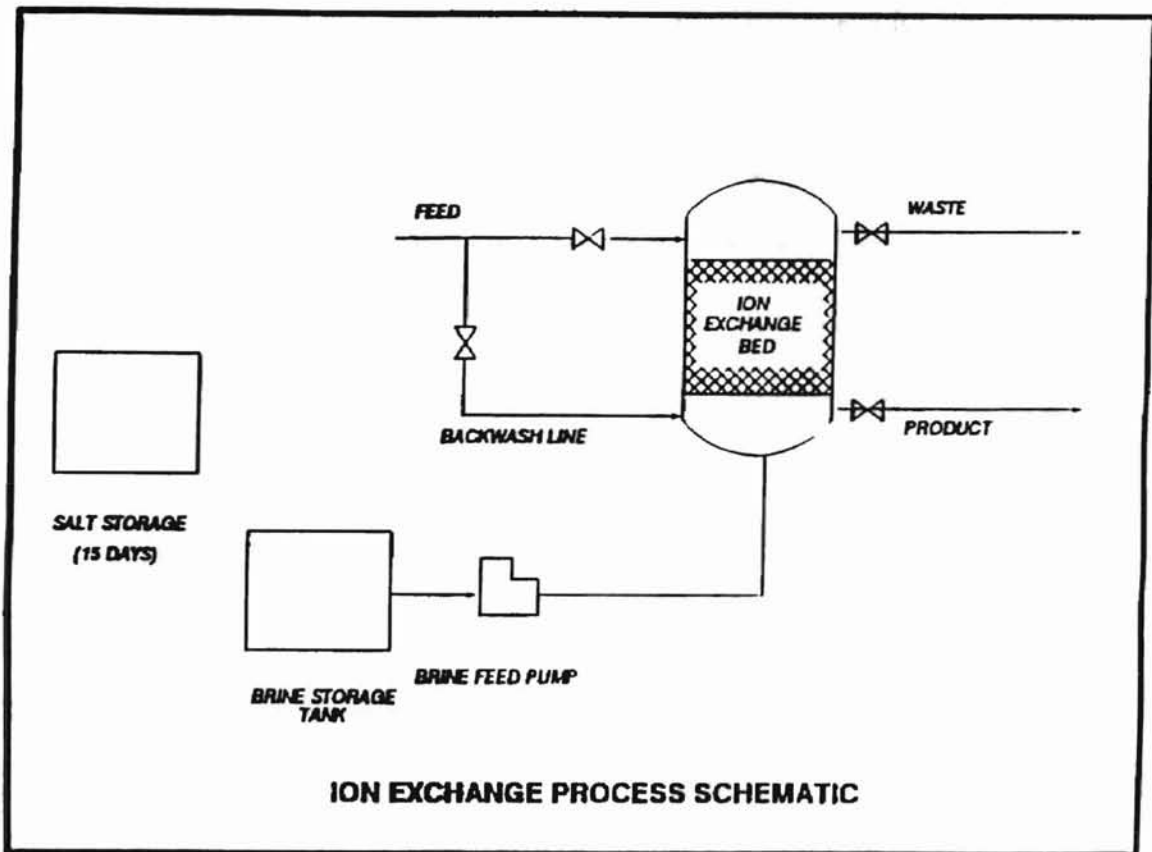 FEED
WASTE
ION
EXCHANGE
BED
BACKWASH LINE
PRODUCT
SALT STORAGE
(15 DAYS)
BRINE FEED PUMP
BRINE STORAGE
TANK
ION EXCHANGE PROCESS SCHEMATIC